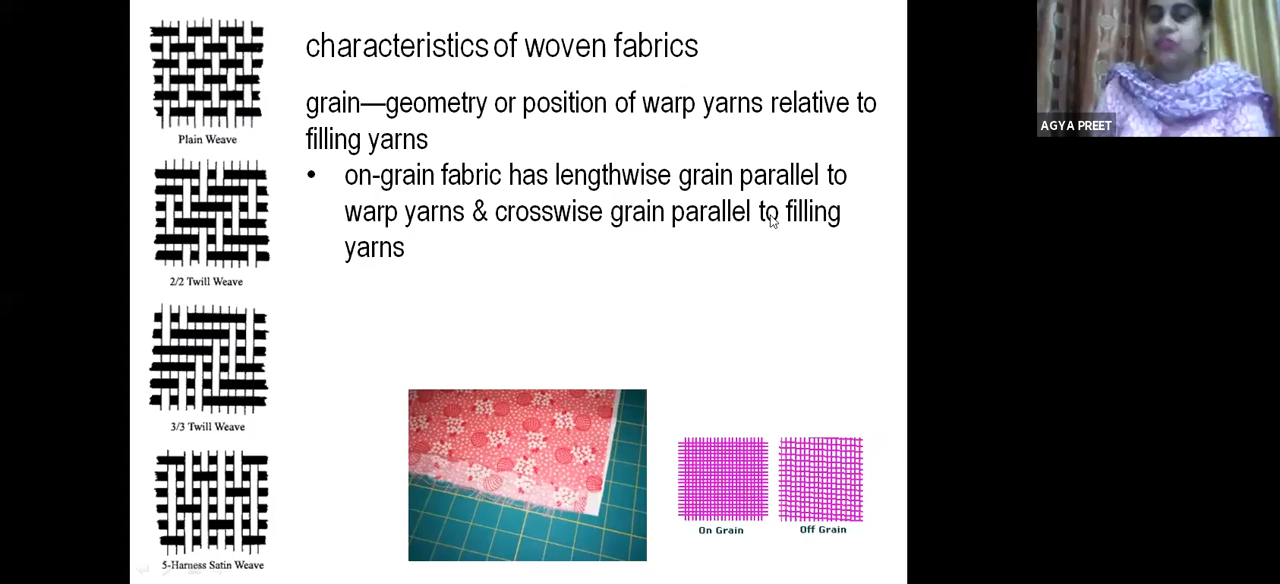 characteristics of woven fabrics
grain—geometry or position of warp yarns relative to
filling yarns
• on-grain fabric has lengthwise grain parallel to
warp yarns & crosswise grain parallel to filling
yarns
Plain Weave
2/2 Twill Weave
3/3 Twill Weave
5-Harness Satin Weave
On Grain
Off Grain
AGYA PREET